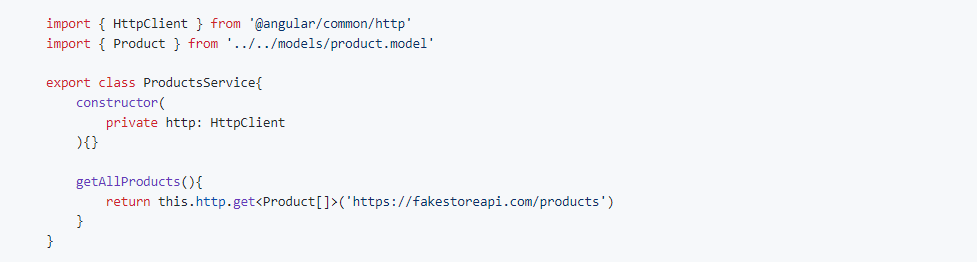 import { HttpClient } from '@angular/common/http'
import { Product } from '../../models/product.model'

export class ProductsService{
    constructor(
        private http: HttpClient
    ){}

    getAllProducts(){
        return this.http.get<Product[]>('https://fakestoreapi.com/products')
    }
}